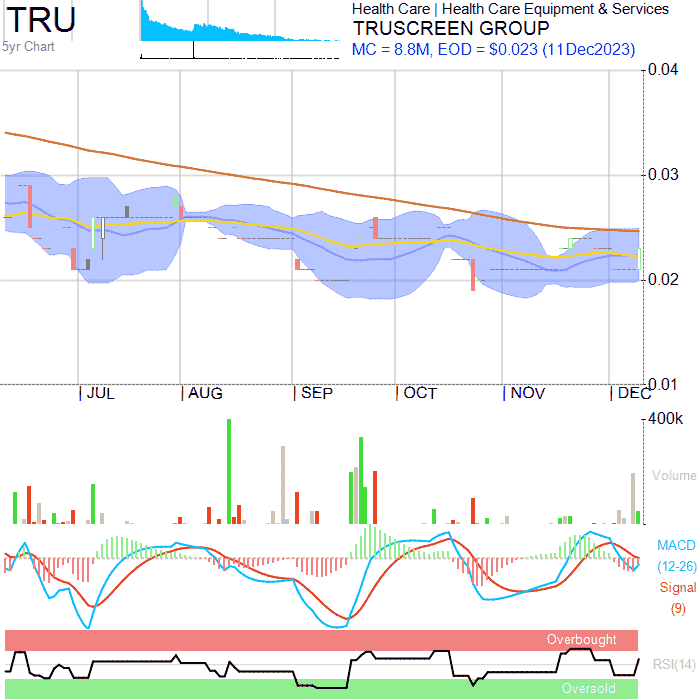 TRU
5yr Chart
Health Care | Health Care Equipment & Services
TRUSCREEN GROUP
MC = 8.8M, EOD = $0.023 (11Dec2023)
0.04
0.03
0.02
0.01
| JUL | AUG | SEP | OCT | NOV | DEC
400k
Volume
MACD
(12-26)
Signal
(9)
Overbought
RSI(14)
Oversold